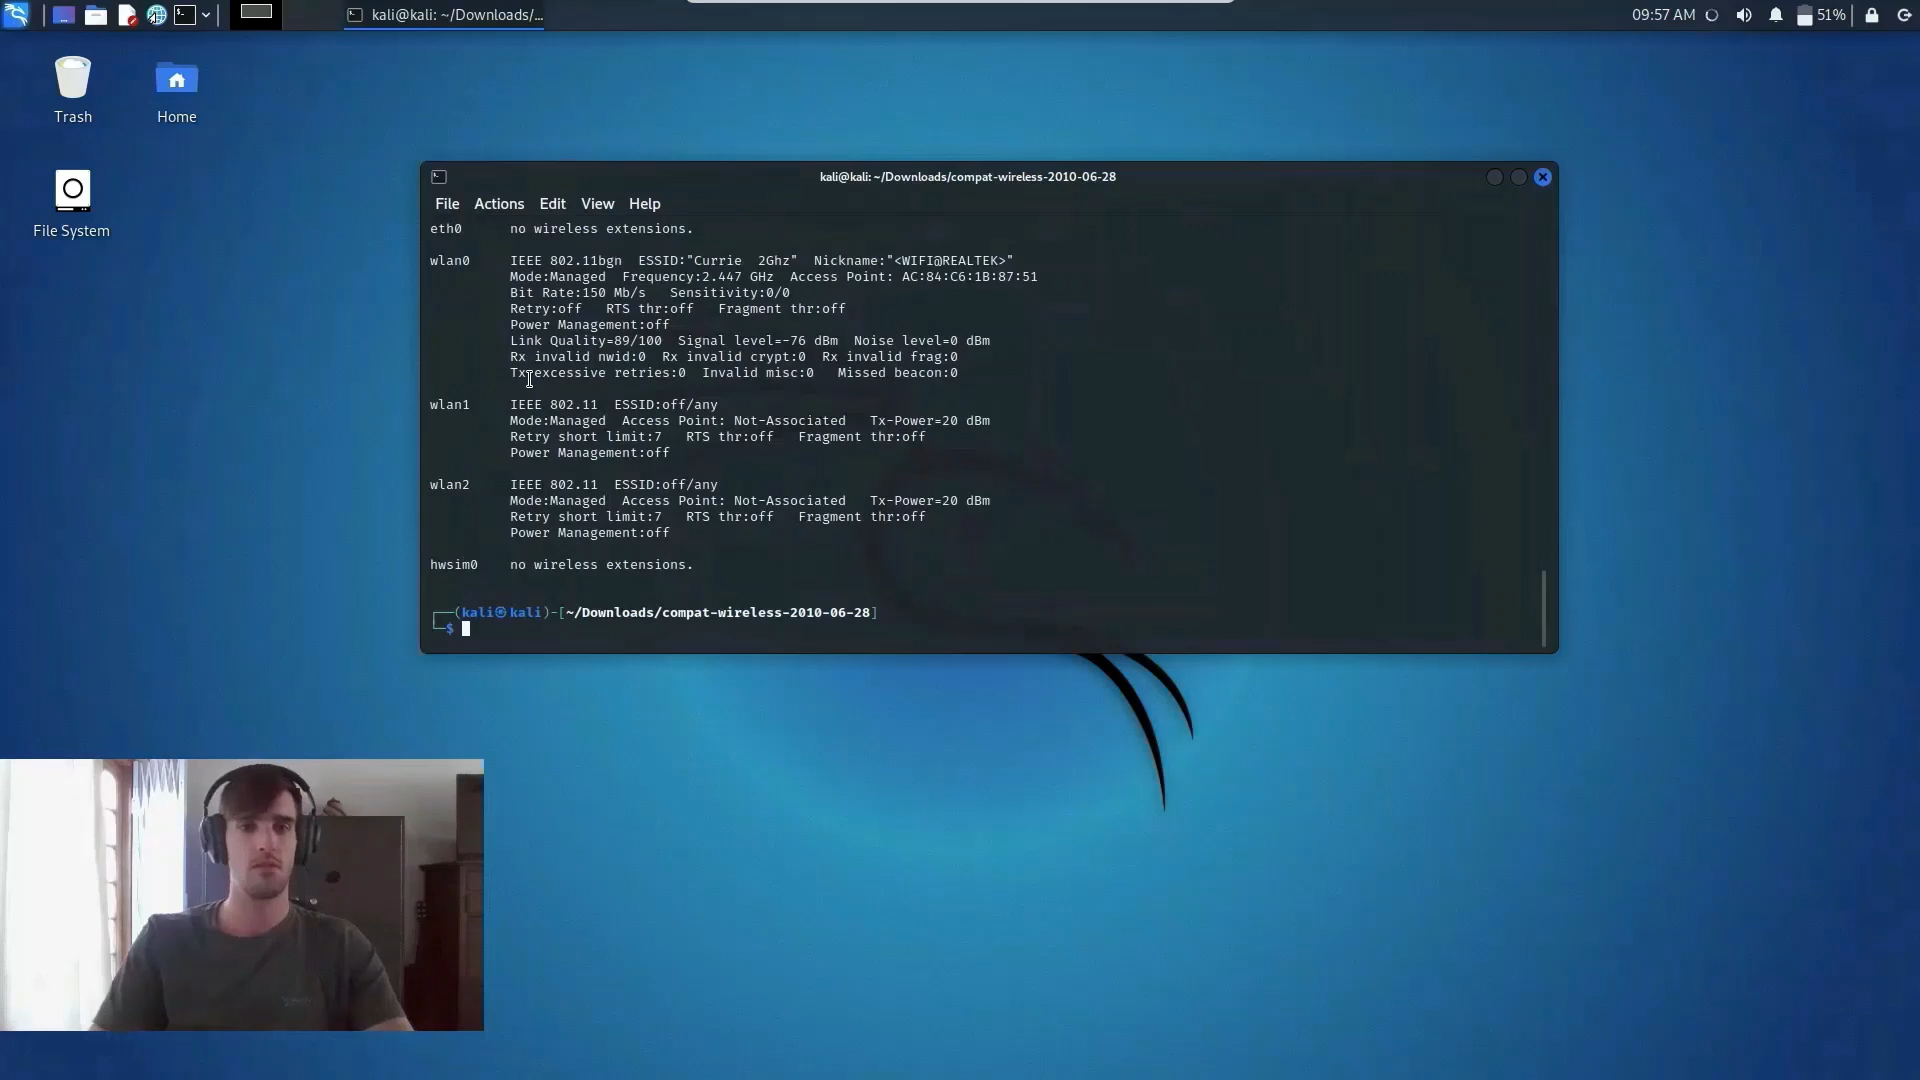 kali@kali: ~/Downloads/...
09:57 AM
51%
Trash
Home
File System
kali@kali: ~/Downloads/compat-wireless-2010-06-28
File Actions Edit View Help
eth0 no wireless extensions.
wlan0 IEEE 802.11bgn ESSID:"Currie  2Ghz" Nickname:"<WIFI@REALTEK>"
Mode:Managed Frequency:2.447 GHz Access Point: AC:84:C6:1B:87:51
Bit Rate:150 Mb/s Sensitivity:0/0
Retry:off RTS thr:off Fragment thr:off
Power Management:off
Link Quality=89/100 Signal level=-76 dBm Noise level=0 dBm
Rx invalid nwid:0 Rx invalid crypt:0 Rx invalid frag:0
Tx excessive retries:0 Invalid misc:0 Missed beacon:0
wlan1 IEEE 802.11 ESSID:off/any
Mode:Managed Access Point: Not-Associated Tx-Power=20 dBm
Retry short limit:7 RTS thr:off Fragment thr:off
Power Management:off
wlan2 IEEE 802.11 ESSID:off/any
Mode:Managed Access Point: Not-Associated Tx-Power=20 dBm
Retry short limit:7 RTS thr:off Fragment thr:off
Power Management:off
hwsim0 no wireless extensions.
┌──(kali㉿kali)-[~/Downloads/compat-wireless-2010-06-28]
└─$